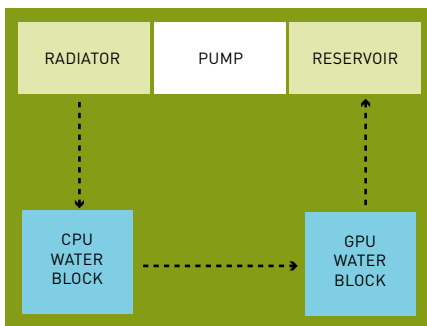 RADIATOR
PUMP
RESERVOIR
CPU
WATER
BLOCK
GPU
WATER
BLOCK